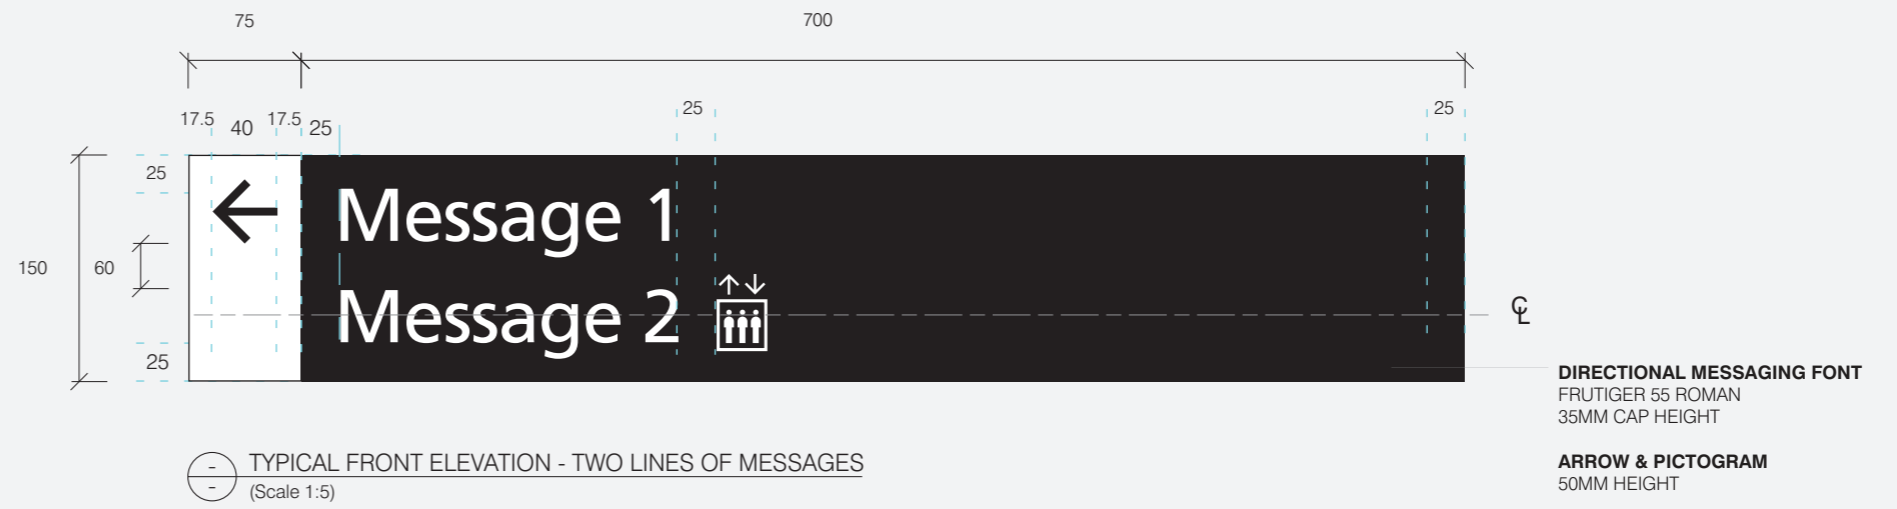 75
700
17.5
40
17.5
25
25
25
25
150
60
25
Message 1
Message 2
℄
DIRECTIONAL MESSAGING FONT
FRUTIGER 55 ROMAN
35MM CAP HEIGHT
ARROW & PICTOGRAM
50MM HEIGHT
-
-
TYPICAL FRONT ELEVATION - TWO LINES OF MESSAGES
(Scale 1:5)